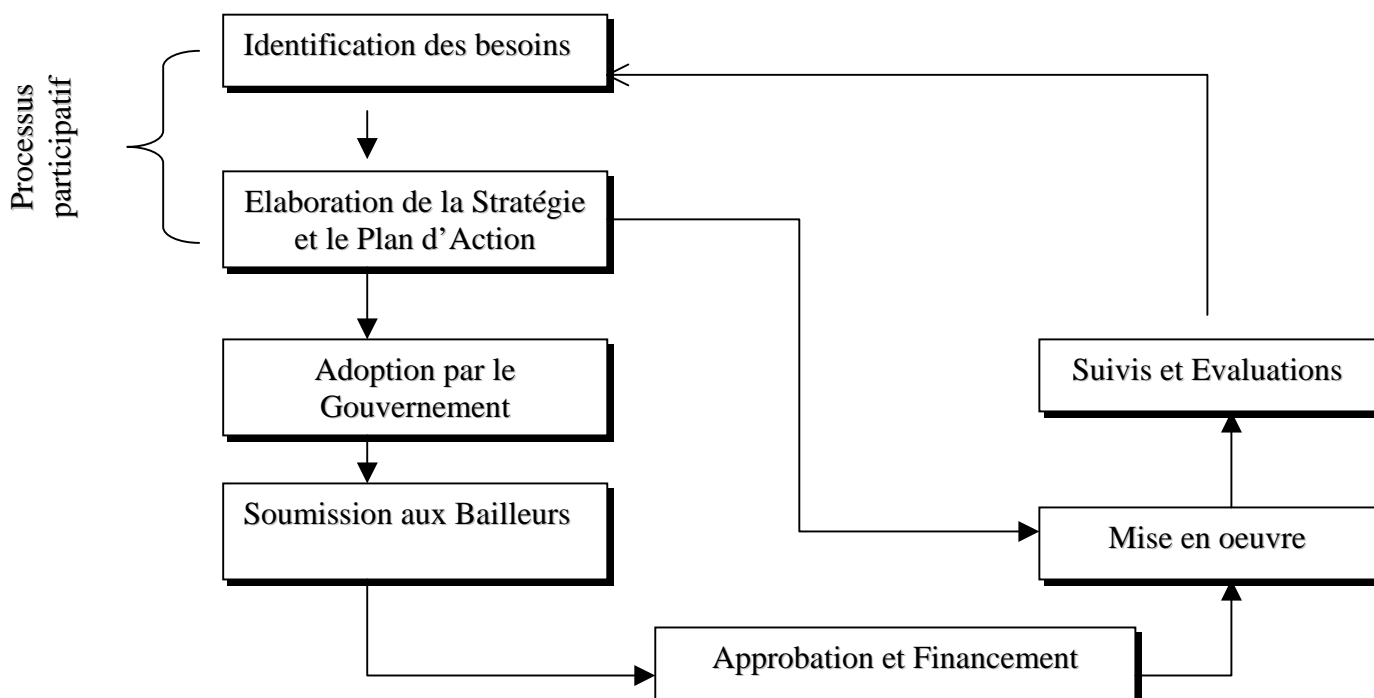 Processus
participatif
Identification des besoins
Elaboration de la Stratégie
et le Plan d’Action
Adoption par le
Gouvernement
Soumission aux Bailleurs
Approbation et Financement
Mise en oeuvre
Suivis et Evaluations